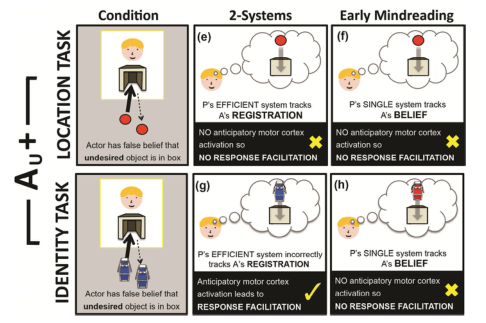 Condition
2-Systems
Early Mindreading
AU+
LOCATION TASK
Actor has false belief that
undesired object is in box
(e)
P's EFFICIENT system tracks
A's REGISTRATION
NO anticipatory motor cortex
activation so
NO RESPONSE FACILITATION
(f)
P's SINGLE system tracks
A's BELIEF
NO anticipatory motor cortex
activation so
NO RESPONSE FACILITATION
IDENTITY TASK
Actor has false belief that
undesired object is in box
(g)
P's EFFICIENT system incorrectly
tracks A's REGISTRATION
Anticipatory motor cortex
activation leads to
RESPONSE FACILITATION
(h)
P's SINGLE system tracks
A's BELIEF
NO anticipatory motor cortex
activation so
NO RESPONSE FACILITATION